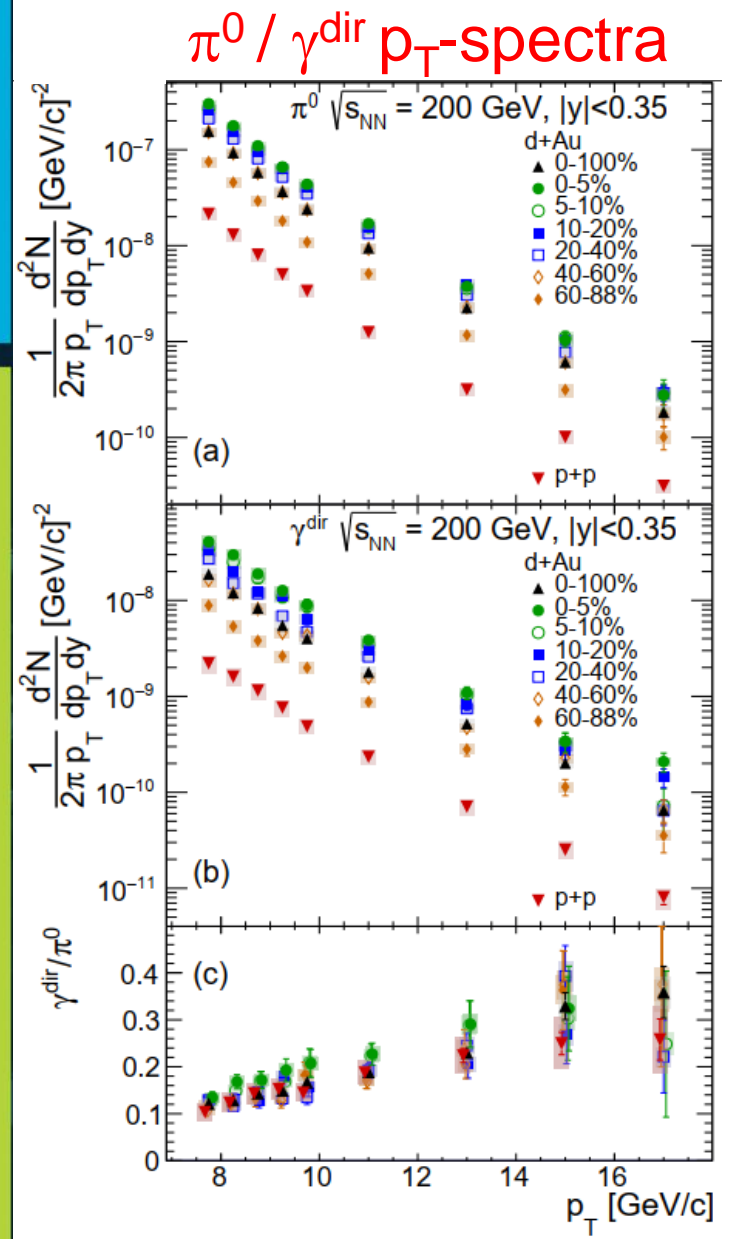 π⁰ / γᵈⁱʳ p_T-spectra
π⁰ √s_NN = 200 GeV, |y|<0.35
d+Au
0-100%
0-5%
5-10%
10-20%
20-40%
40-60%
60-88%
p+p
(a)
1/(2π p_T) d²N/(dp_T dy) [GeV/c]⁻²
10⁻⁷
10⁻⁸
10⁻⁹
10⁻¹⁰
γᵈⁱʳ √s_NN = 200 GeV, |y|<0.35
d+Au
0-100%
0-5%
5-10%
10-20%
20-40%
40-60%
60-88%
p+p
(b)
1/(2π p_T) d²N/(dp_T dy) [GeV/c]⁻²
10⁻⁸
10⁻⁹
10⁻¹⁰
10⁻¹¹
(c)
γᵈⁱʳ/π⁰
0.4
0.3
0.2
0.1
0
8 10 12 14 16
p_T [GeV/c]